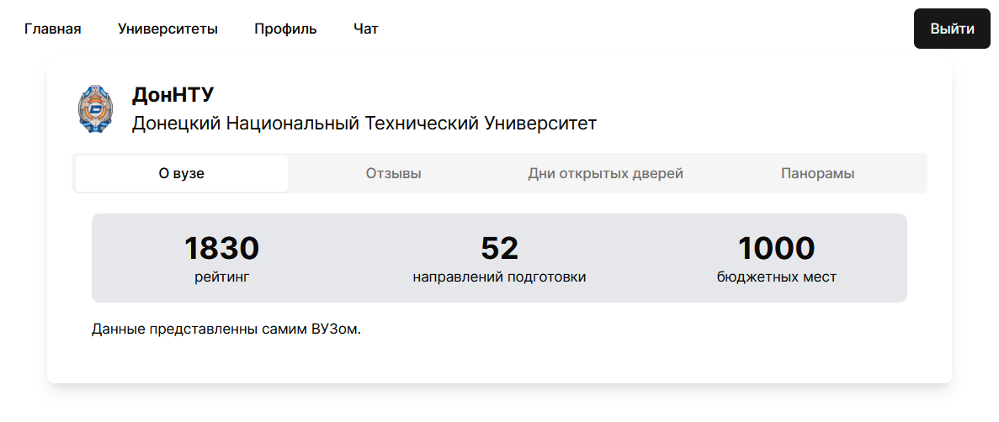 Главная Университеты Профиль Чат Выйти
ДонНТУ
Донецкий Национальный Технический Университет
О вузе Отзывы Дни открытых дверей Панорамы
1830 52 1000
рейтинг направлений подготовки бюджетных мест
Данные представленны самим ВУЗом.